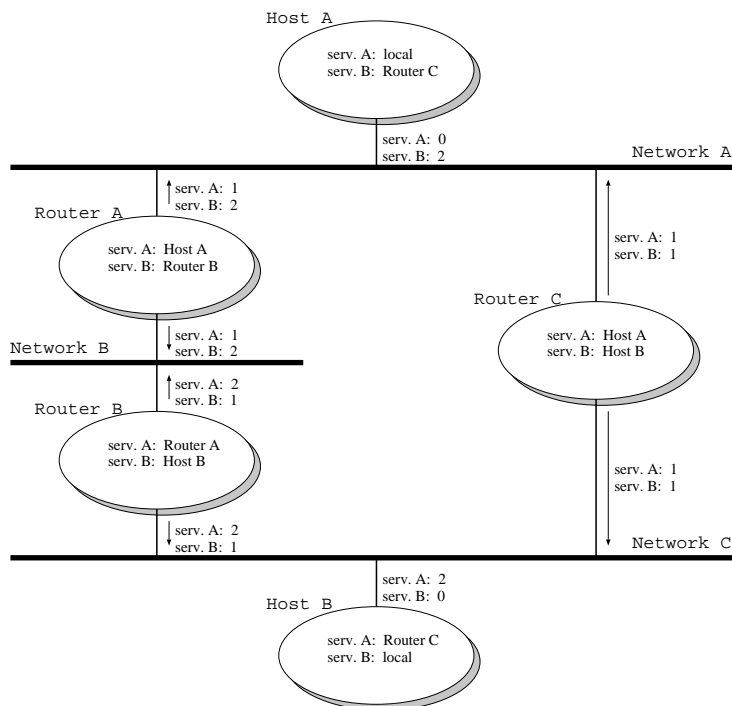 Host A
serv. A: local
serv. B: Router C
serv. A: 0
serv. B: 2
Network A
serv. A: 1
serv. B: 2
Router A
serv. A: Host A
serv. B: Router B
serv. A: 1
serv. B: 1
Router C
serv. A: Host A
serv. B: Host B
serv. A: 1
serv. B: 2
Network B
serv. A: 2
serv. B: 1
Router B
serv. A: Router A
serv. B: Host B
serv. A: 1
serv. B: 1
serv. A: 2
serv. B: 1
Network C
serv. A: 2
serv. B: 0
Host B
serv. A: Router C
serv. B: local